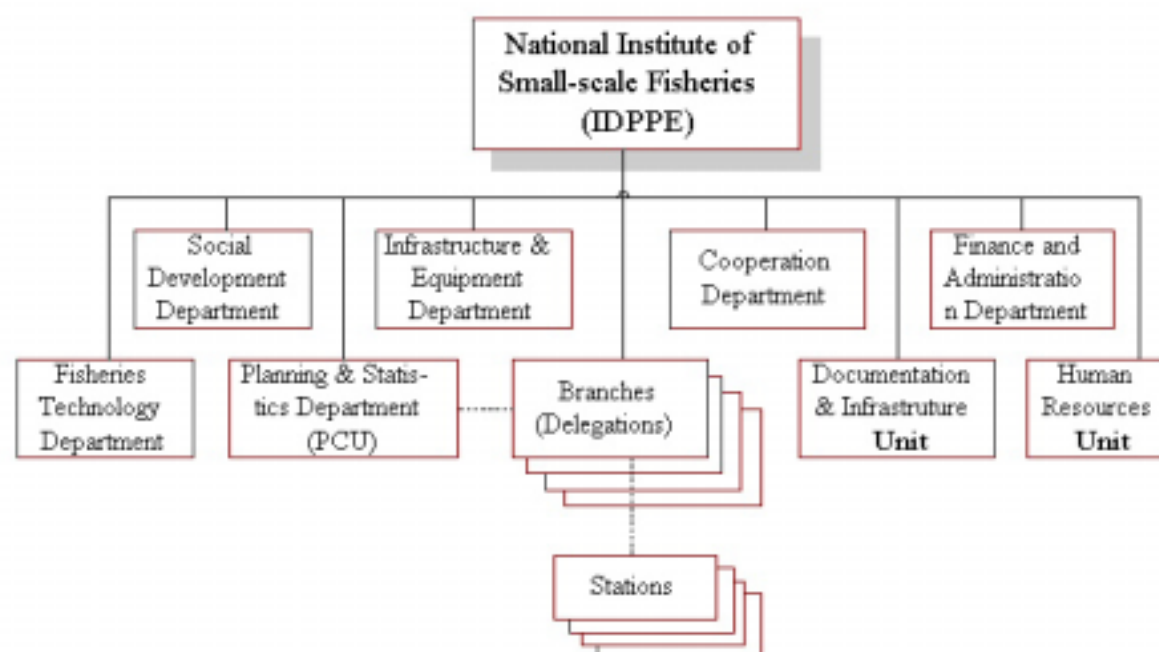 National Institute of
Small-scale Fisheries
(IDPPE)
Social
Development
Department
Infrastructure &
Equipment
Department
Cooperation
Department
Finance and
Administratio
n Department
Fisheries
Technology
Department
Planning & Statis-
tics Department
(PCU)
Branches
(Delegations)
Documentation
& Infrastruture
Unit
Human
Resources
Unit
Stations